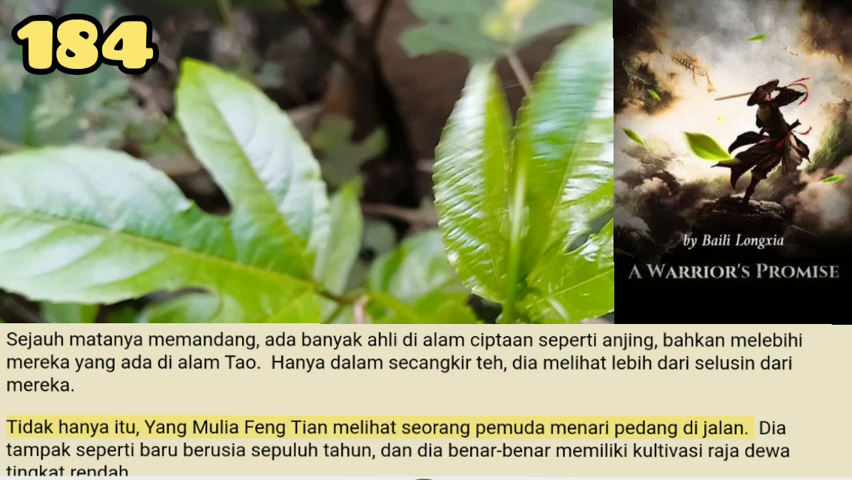 184
by Baili Longxia
A WARRIOR'S PROMISE
Sejauh matanya memandang, ada banyak ahli di alam ciptaan seperti anjing, bahkan melebihi
mereka yang ada di alam Tao. Hanya dalam secangkir teh, dia melihat lebih dari selusin dari
mereka.
Tidak hanya itu, Yang Mulia Feng Tian melihat seorang pemuda menari pedang di jalan. Dia
tampak seperti baru berusia sepuluh tahun, dan dia benar-benar memiliki kultivasi raja dewa
tingkat rendah